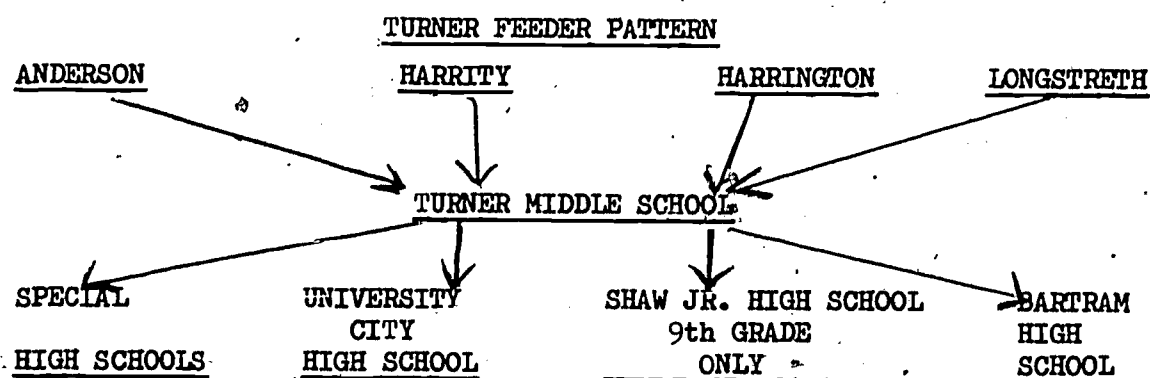 TURNER FEEDER PATTERN
ANDERSON HARRITY HARRINGTON LONGSTRETH
TURNER MIDDLE SCHOOL
SPECIAL UNIVERSITY SHAW JR. HIGH SCHOOL BARTRAM
CITY 9th GRADE HIGH
HIGH SCHOOLS HIGH SCHOOL ONLY SCHOOL